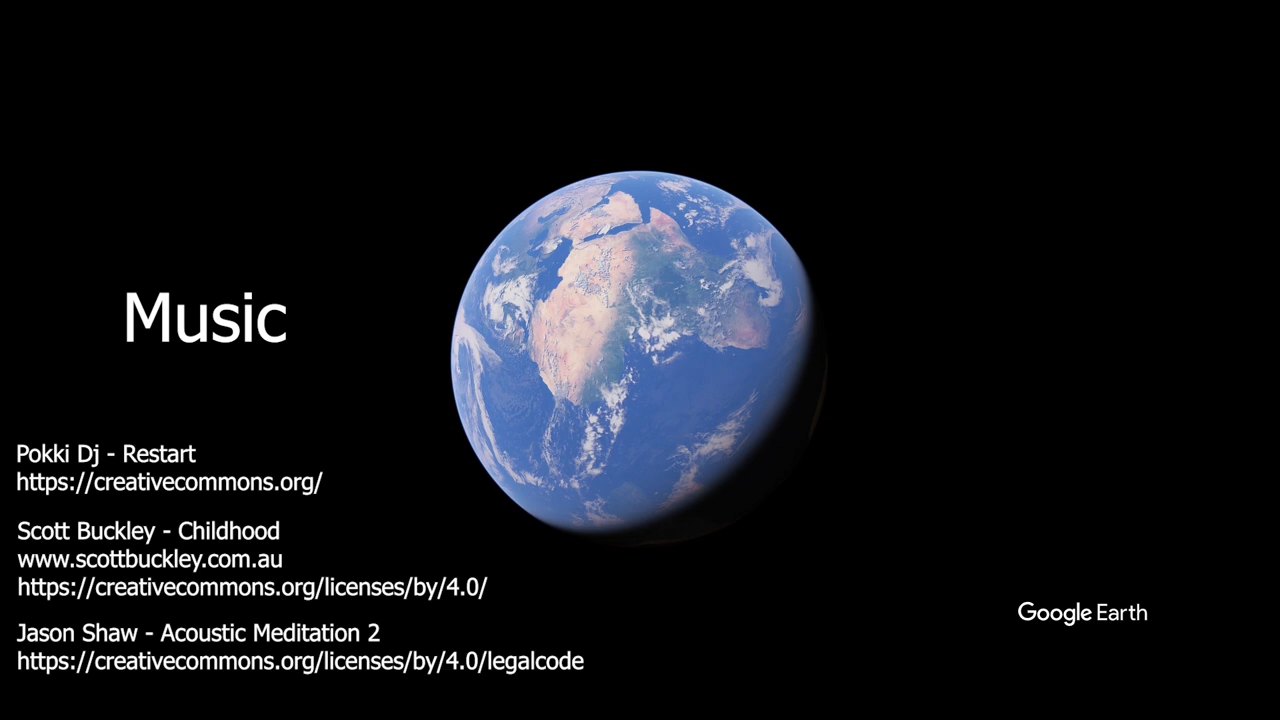 Music
Pokki Dj - Restart
https://creativecommons.org/
Scott Buckley - Childhood
www.scottbuckley.com.au
https://creativecommons.org/licenses/by/4.0/
Jason Shaw - Acoustic Meditation 2
https://creativecommons.org/licenses/by/4.0/legalcode
Google Earth